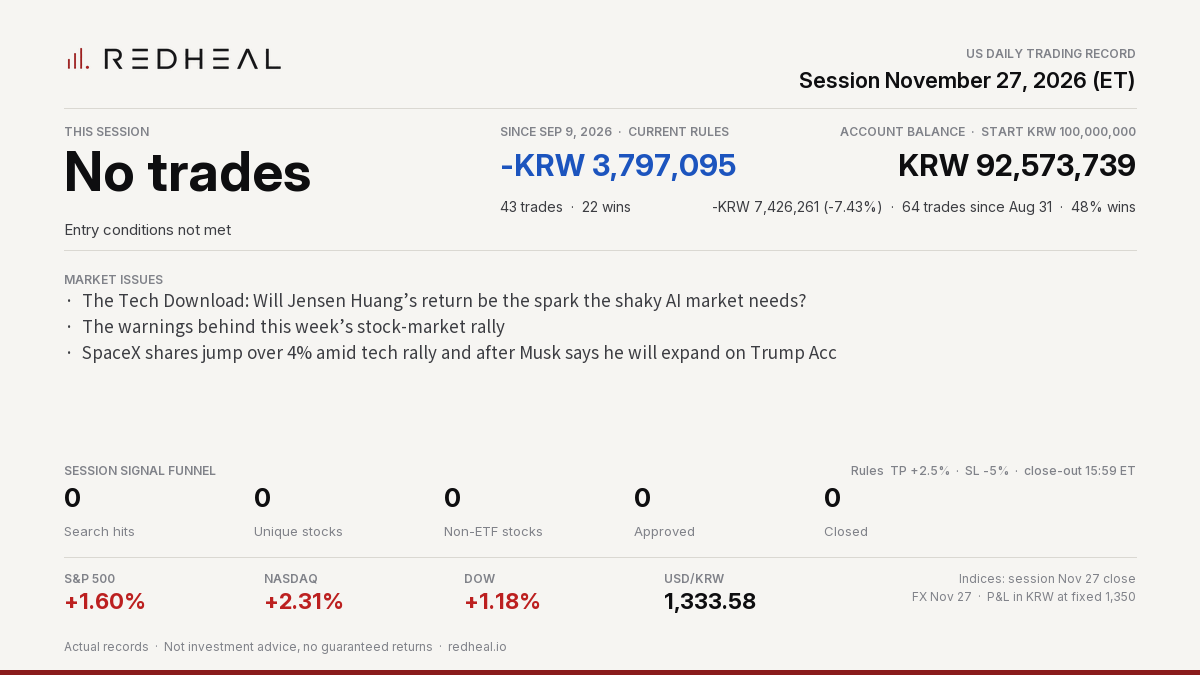 REDHEAL
US DAILY TRADING RECORD
Session November 27, 2026 (ET)
THIS SESSION
No trades
Entry conditions not met
SINCE SEP 9, 2026 · CURRENT RULES
-KRW 3,797,095
43 trades · 22 wins
ACCOUNT BALANCE · START KRW 100,000,000
KRW 92,573,739
-KRW 7,426,261 (-7.43%) · 64 trades since Aug 31 · 48% wins
MARKET ISSUES
· The Tech Download: Will Jensen Huang’s return be the spark the shaky AI market needs?
· The warnings behind this week’s stock-market rally
· SpaceX shares jump over 4% amid tech rally and after Musk says he will expand on Trump Acc
SESSION SIGNAL FUNNEL
Rules TP +2.5% · SL -5% · close-out 15:59 ET
0 0 0 0 0
Search hits Unique stocks Non-ETF stocks Approved Closed
S&P 500 NASDAQ DOW USD/KRW
+1.60% +2.31% +1.18% 1,333.58
Indices: session Nov 27 close
FX Nov 27 · P&L in KRW at fixed 1,350
Actual records · Not investment advice, no guaranteed returns · redheal.io